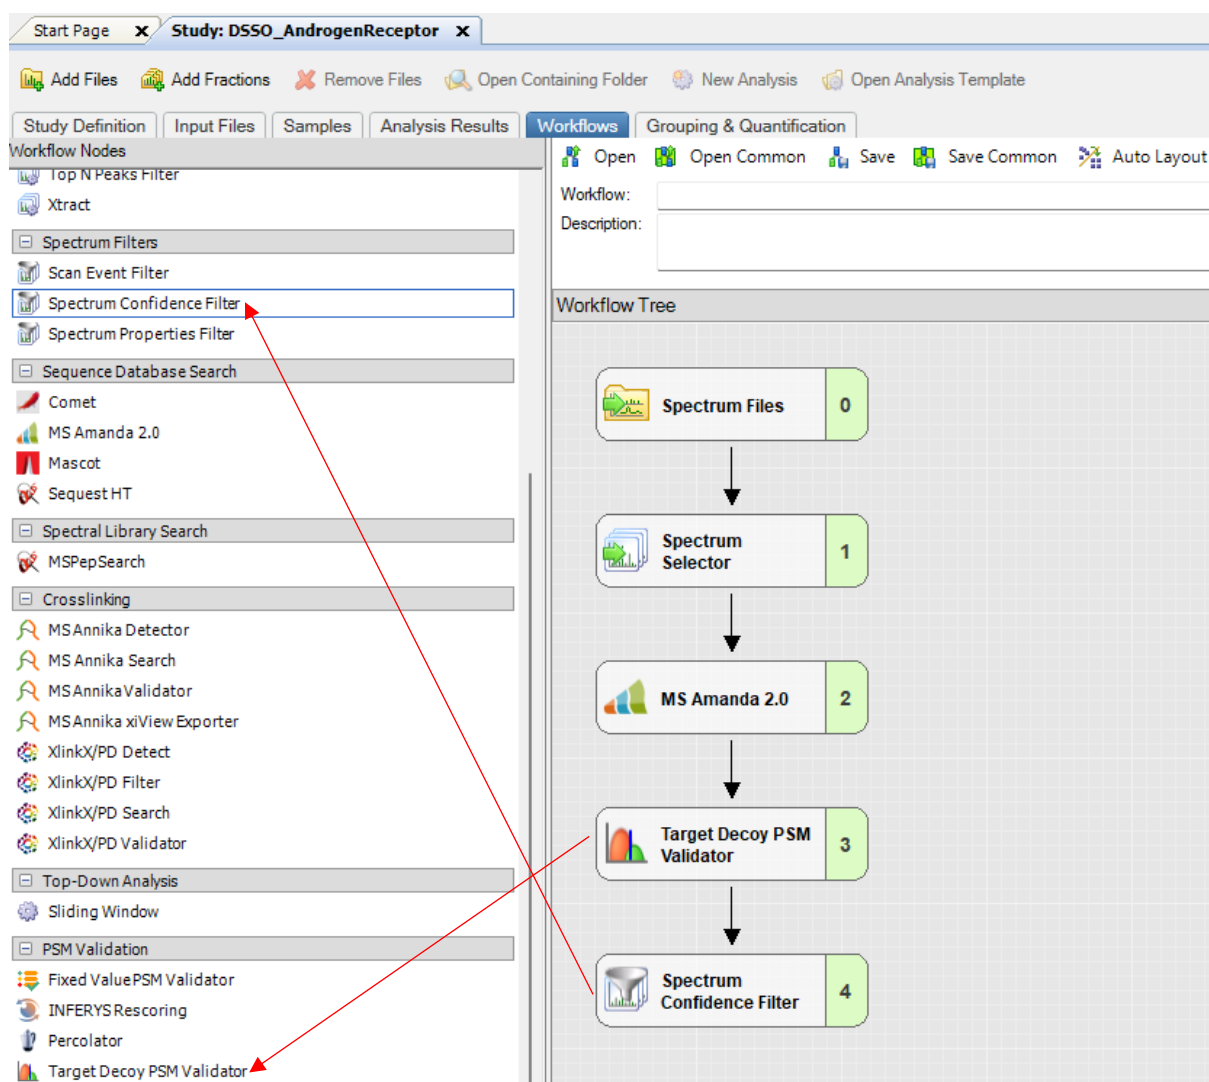 Start Page x Study: DSSO_AndrogenReceptor x
Add Files Add Fractions Remove Files Open Containing Folder New Analysis Open Analysis Template
Study Definition Input Files Samples Analysis Results Workflows Grouping & Quantification
Workflow Nodes
Top N Peaks Filter
Xtract
Spectrum Filters
Scan Event Filter
Spectrum Confidence Filter
Spectrum Properties Filter
Sequence Database Search
Comet
MS Amanda 2.0
Mascot
Sequest HT
Spectral Library Search
MSPepSearch
Crosslinking
MS Annika Detector
MS Annika Search
MS Annika Validator
MS Annika xiView Exporter
XlinkX/PD Detect
XlinkX/PD Filter
XlinkX/PD Search
XlinkX/PD Validator
Top-Down Analysis
Sliding Window
PSM Validation
Fixed Value PSM Validator
INFERYS Rescoring
Percolator
Target Decoy PSM Validator
Open Open Common Save Save Common Auto Layout
Workflow:
Description:
Workflow Tree
Spectrum Files 0
Spectrum
Selector 1
MS Amanda 2.0 2
Target Decoy PSM
Validator 3
Spectrum
Confidence Filter 4